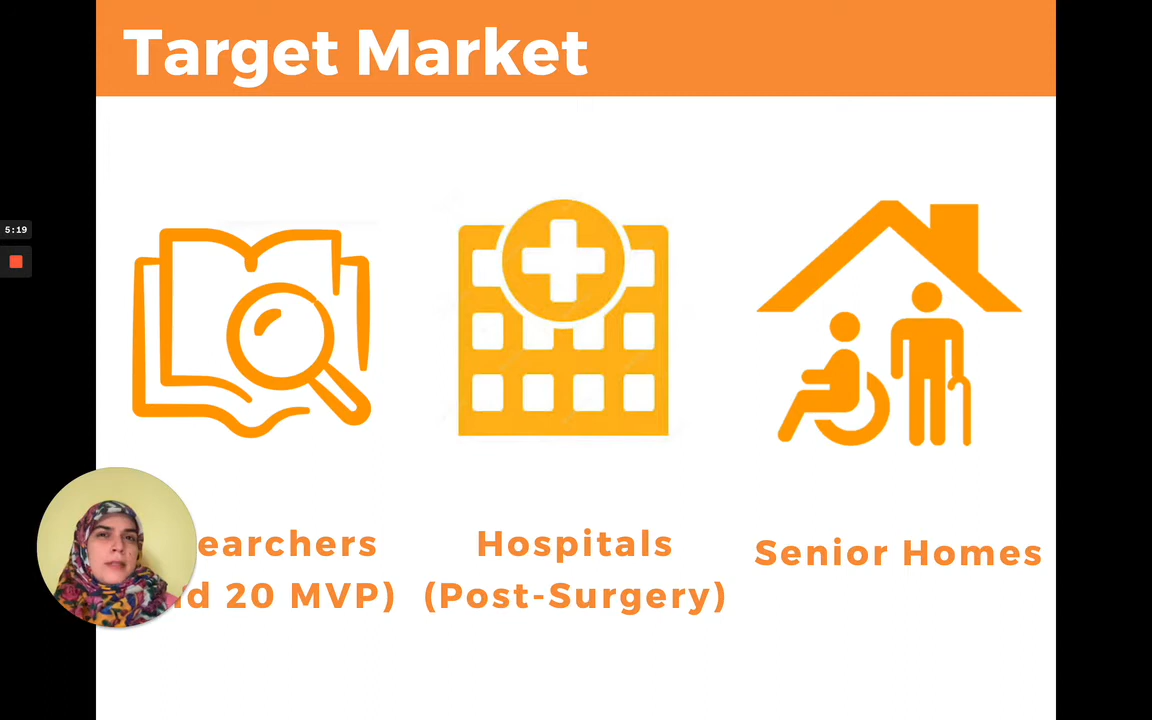 Target Market
5:19
earchers
d 20 MVP)
Hospitals
(Post-Surgery)
Senior Homes